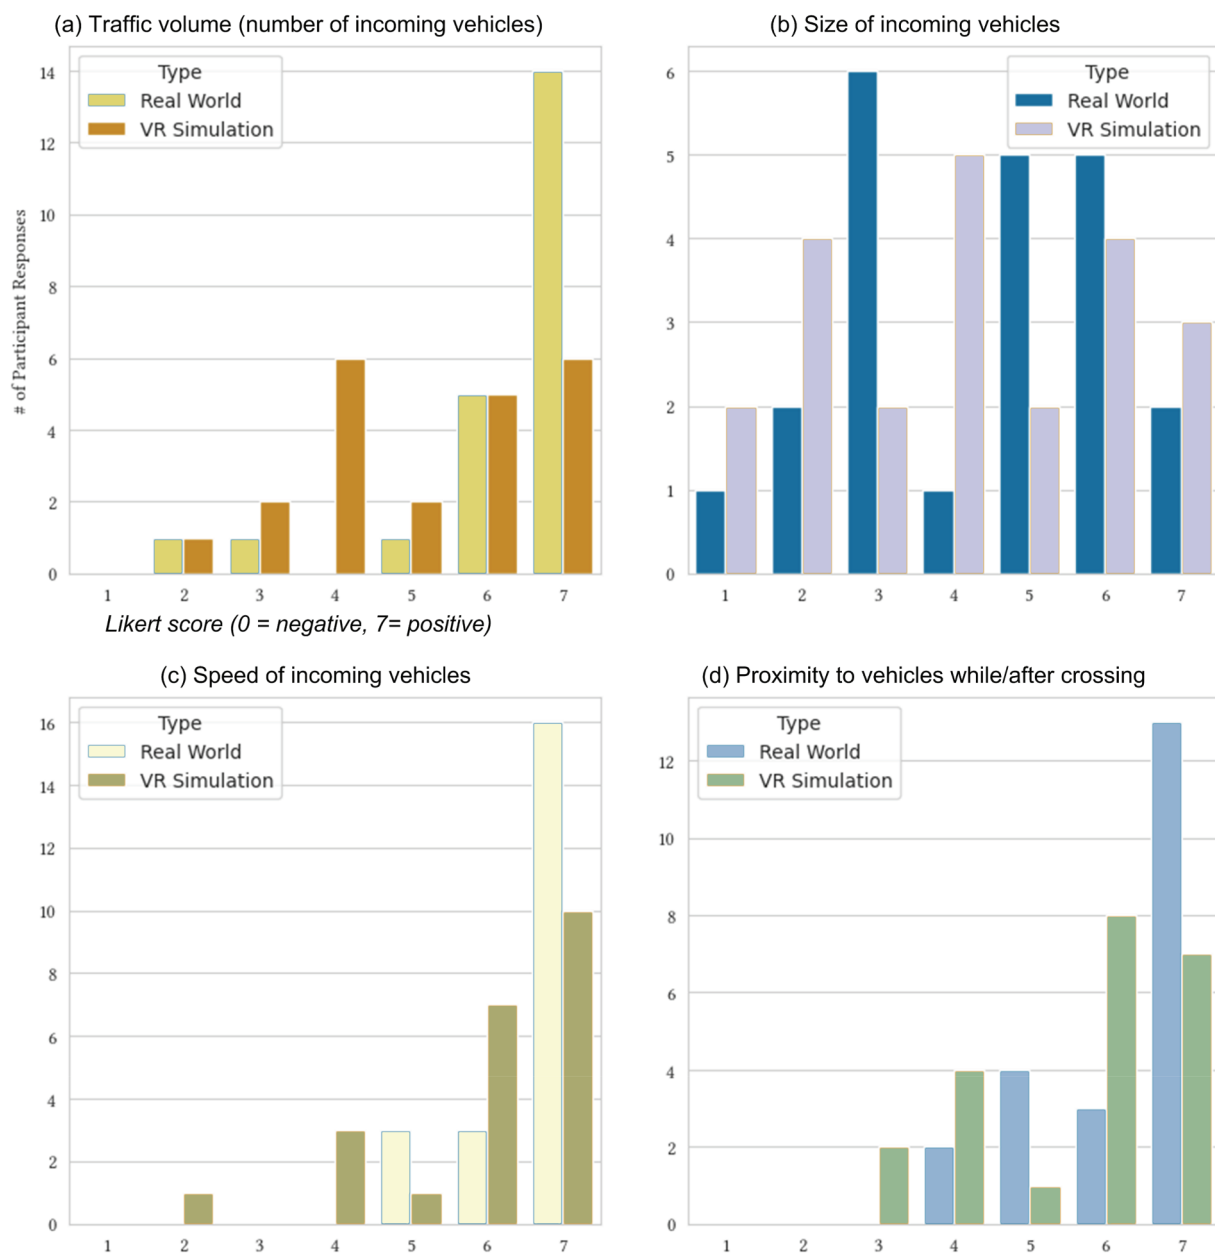 (a) Traffic volume (number of incoming vehicles)
Type
Real World
VR Simulation
# of Participant Responses
14
12
10
8
6
4
2
0
1 2 3 4 5 6 7
Likert score (0 = negative, 7= positive)
(b) Size of incoming vehicles
Type
Real World
VR Simulation
6
5
4
3
2
1
0
1 2 3 4 5 6 7
(c) Speed of incoming vehicles
Type
Real World
VR Simulation
16
14
12
10
8
6
4
2
0
1 2 3 4 5 6 7
(d) Proximity to vehicles while/after crossing
Type
Real World
VR Simulation
12
10
8
6
4
2
0
1 2 3 4 5 6 7